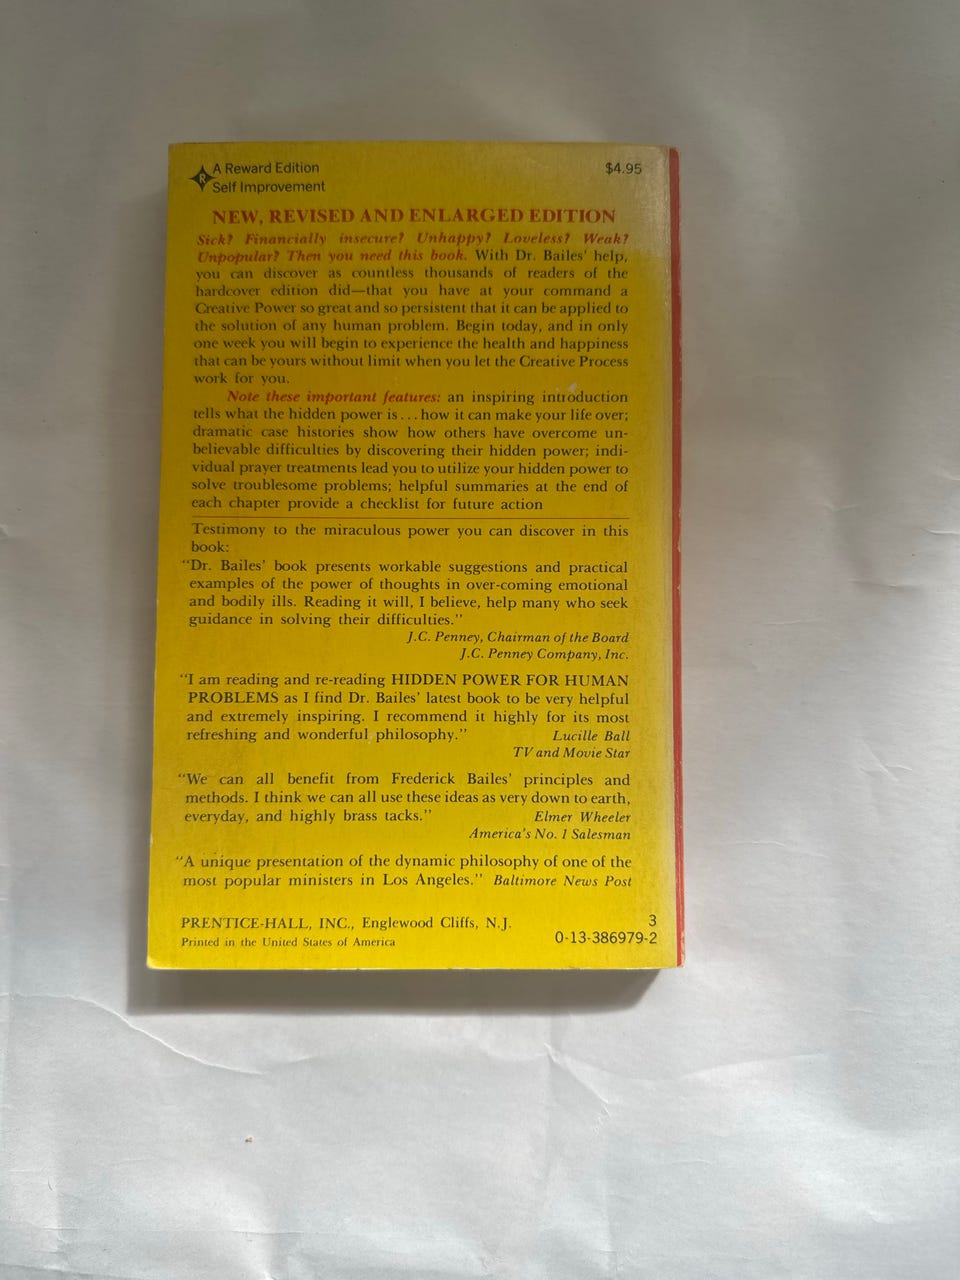 A Reward Edition
Self Improvement
$4.95
R
NEW, REVISED AND ENLARGED EDITION
Sick? Financially insecure? Unhappy? Loveless? Weak?
Unpopular? Then you need this book. With Dr. Bailes' help,
you can discover as countless thousands of readers of the
hardcover edition did—that you have at your command a
Creative Power so great and so persistent that it can be applied to
the solution of any human problem. Begin today, and in only
one week you will begin to experience the health and happiness
that can be yours without limit when you let the Creative Process
work for you.
Note these important features: an inspiring introduction
tells what the hidden power is . . . how it can make your life over;
dramatic case histories show how others have overcome un-
believable difficulties by discovering their hidden power; indi-
vidual prayer treatments lead you to utilize your hidden power to
solve troublesome problems; helpful summaries at the end of
each chapter provide a checklist for future action
Testimony to the miraculous power you can discover in this
book:
"Dr. Bailes' book presents workable suggestions and practical
examples of the power of thoughts in over-coming emotional
and bodily ills. Reading it will, I believe, help many who seek
guidance in solving their difficulties."
J.C. Penney, Chairman of the Board
J.C. Penney Company, Inc.
"I am reading and re-reading HIDDEN POWER FOR HUMAN
PROBLEMS as I find Dr. Bailes' latest book to be very helpful
and extremely inspiring. I recommend it highly for its most
refreshing and wonderful philosophy." Lucille Ball
TV and Movie Star
"We can all benefit from Frederick Bailes' principles and
methods. I think we can all use these ideas as very down to earth,
everyday, and highly brass tacks." Elmer Wheeler
America's No. 1 Salesman
"A unique presentation of the dynamic philosophy of one of the
most popular ministers in Los Angeles." Baltimore News Post
PRENTICE-HALL, INC., Englewood Cliffs, N.J.
Printed in the United States of America
3
0-13-386979-2